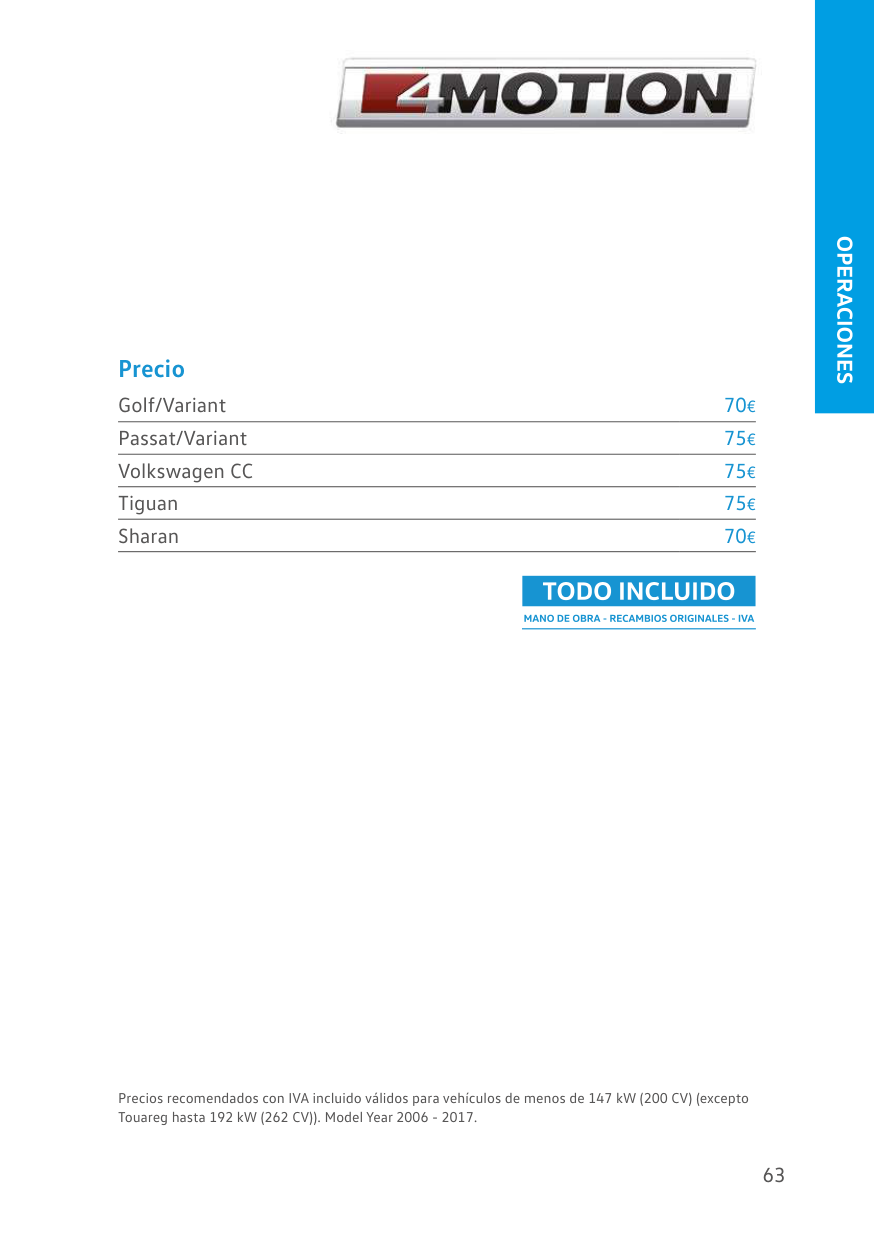 4MOTION
OPERACIONES
Precio
Golf/Variant 70€
Passat/Variant 75€
Volkswagen CC 75€
Tiguan 75€
Sharan 70€
TODO INCLUIDO
MANO DE OBRA - RECAMBIOS ORIGINALES - IVA
Precios recomendados con IVA incluido válidos para vehículos de menos de 147 kW (200 CV) (excepto
Touareg hasta 192 kW (262 CV)). Model Year 2006 - 2017.
63